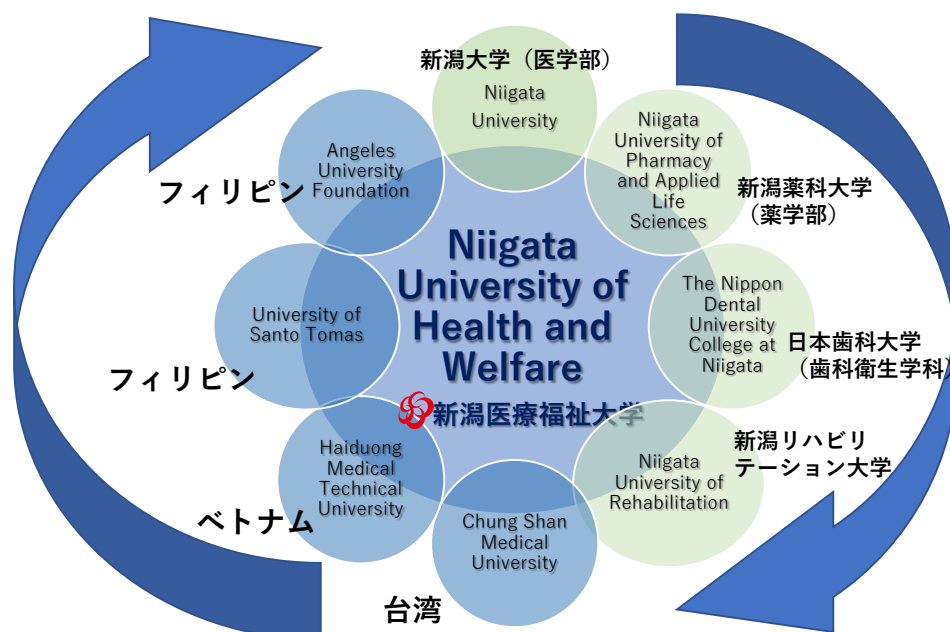 新潟大学（医学部）
Niigata
University
Niigata
University of
Pharmacy
and Applied
Life
Sciences
新潟薬科大学
（薬学部）
The Nippon
Dental
University
College at
Niigata
日本歯科大学
（歯科衛生学科）
新潟リハビリ
テーション大学
Niigata
University of
Rehabilitation
Chung Shan
Medical
University
台湾
Haiduong
Medical
Technical
University
ベトナム
University of
Santo Tomas
フィリピン
Angeles
University
Foundation
フィリピン
Niigata
University of
Health and
Welfare
新潟医療福祉大学